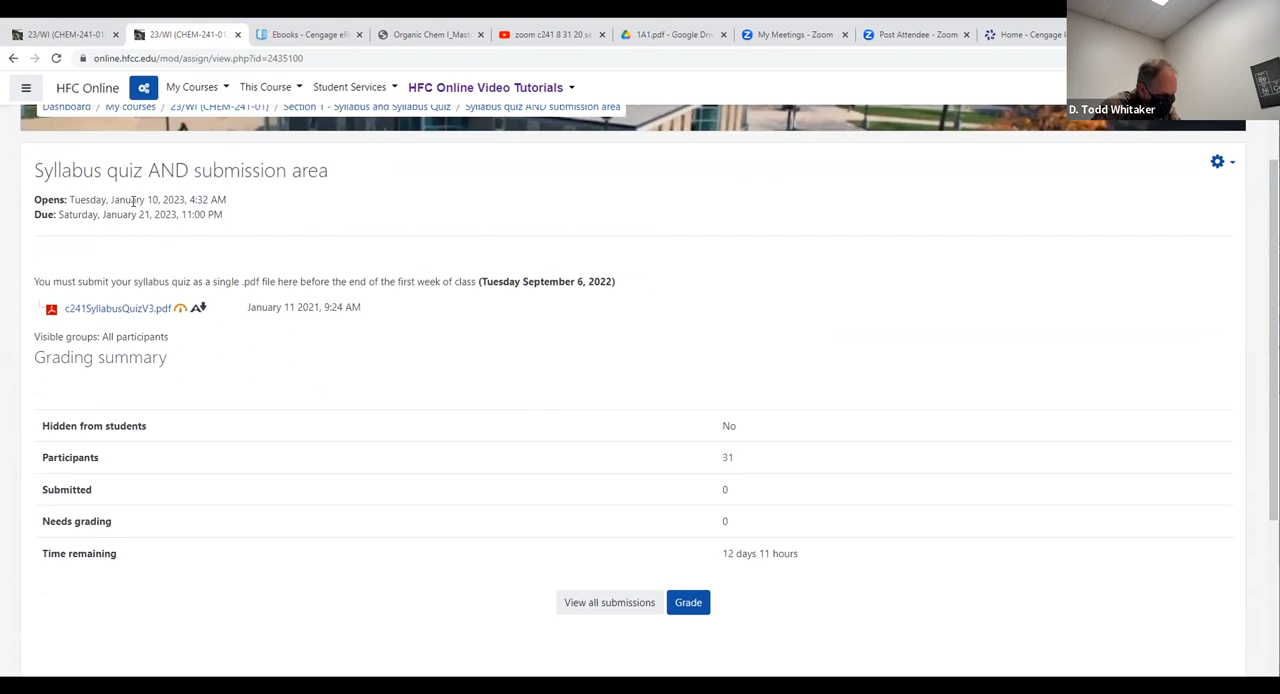 23/WI (CHEM-241-01)
23/WI (CHEM-241-01
Ebooks - Cengage eR
Organic Chem I_Mast
zoom c241 8 31 20 se
1A1.pdf - Google Driv
My Meetings - Zoom
Post Attendee - Zoom
Home - Cengage I
online.hfcc.edu/mod/assign/view.php?id=2435100
HFC Online
My Courses
This Course
Student Services
HFC Online Video Tutorials
D. Todd Whitaker
Dashboard / My courses / 23/WI (CHEM-241-01) / Section 1 - Syllabus and Syllabus Quiz / Syllabus quiz AND submission area
Syllabus quiz AND submission area
Opens: Tuesday, January 10, 2023, 4:32 AM
Due: Saturday, January 21, 2023, 11:00 PM
You must submit your syllabus quiz as a single .pdf file here before the end of the first week of class (Tuesday September 6, 2022)
c241SyllabusQuizV3.pdf January 11 2021, 9:24 AM
Visible groups: All participants
Grading summary
Hidden from students No
Participants 31
Submitted 0
Needs grading 0
Time remaining 12 days 11 hours
View all submissions Grade